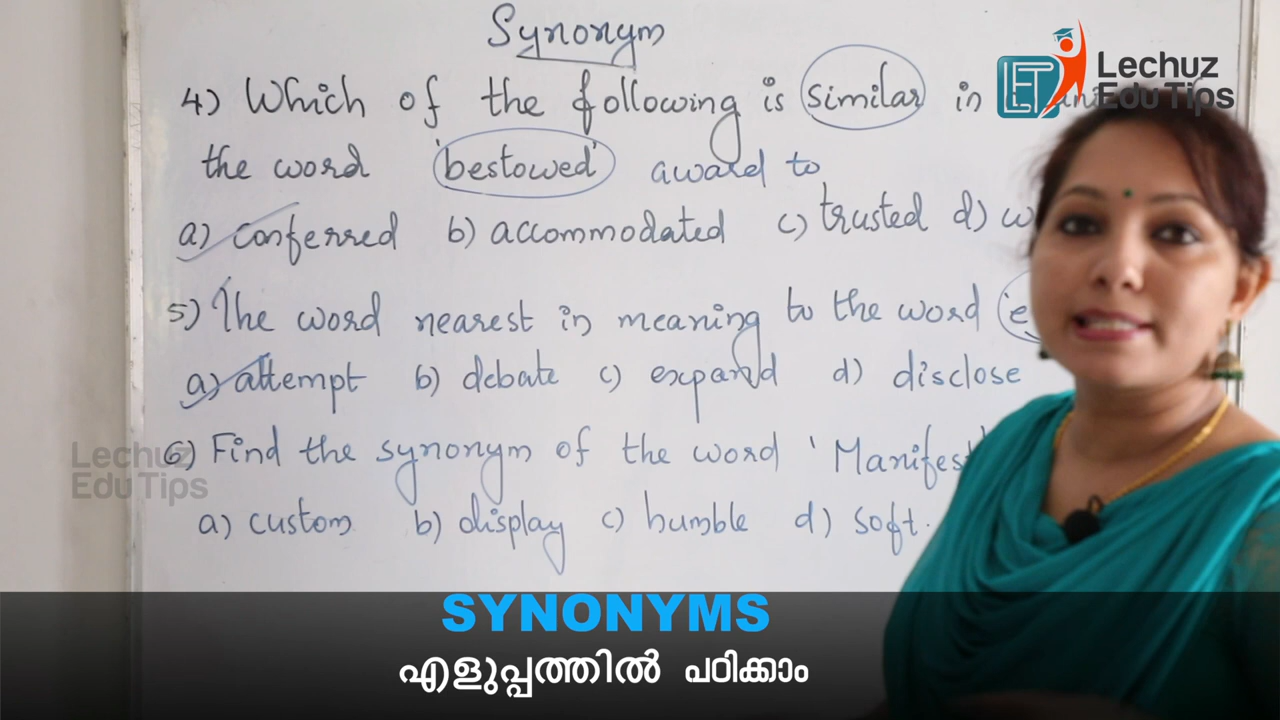 Synonym
Lechuz
Edu Tips
4) Which of the following is similar in
the word 'bestowed' award to
a) conferred b) accommodated c) trusted d)
5) The word nearest in meaning to the word
a) attempt b) debate c) expand d) disclose
Lechuz
Edu Tips
6) Find the synonym of the word 'Manifest
a) custom b) display c) humble d) soft.
SYNONYMS
എളുപ്പത്തിൽ പഠിക്കാം